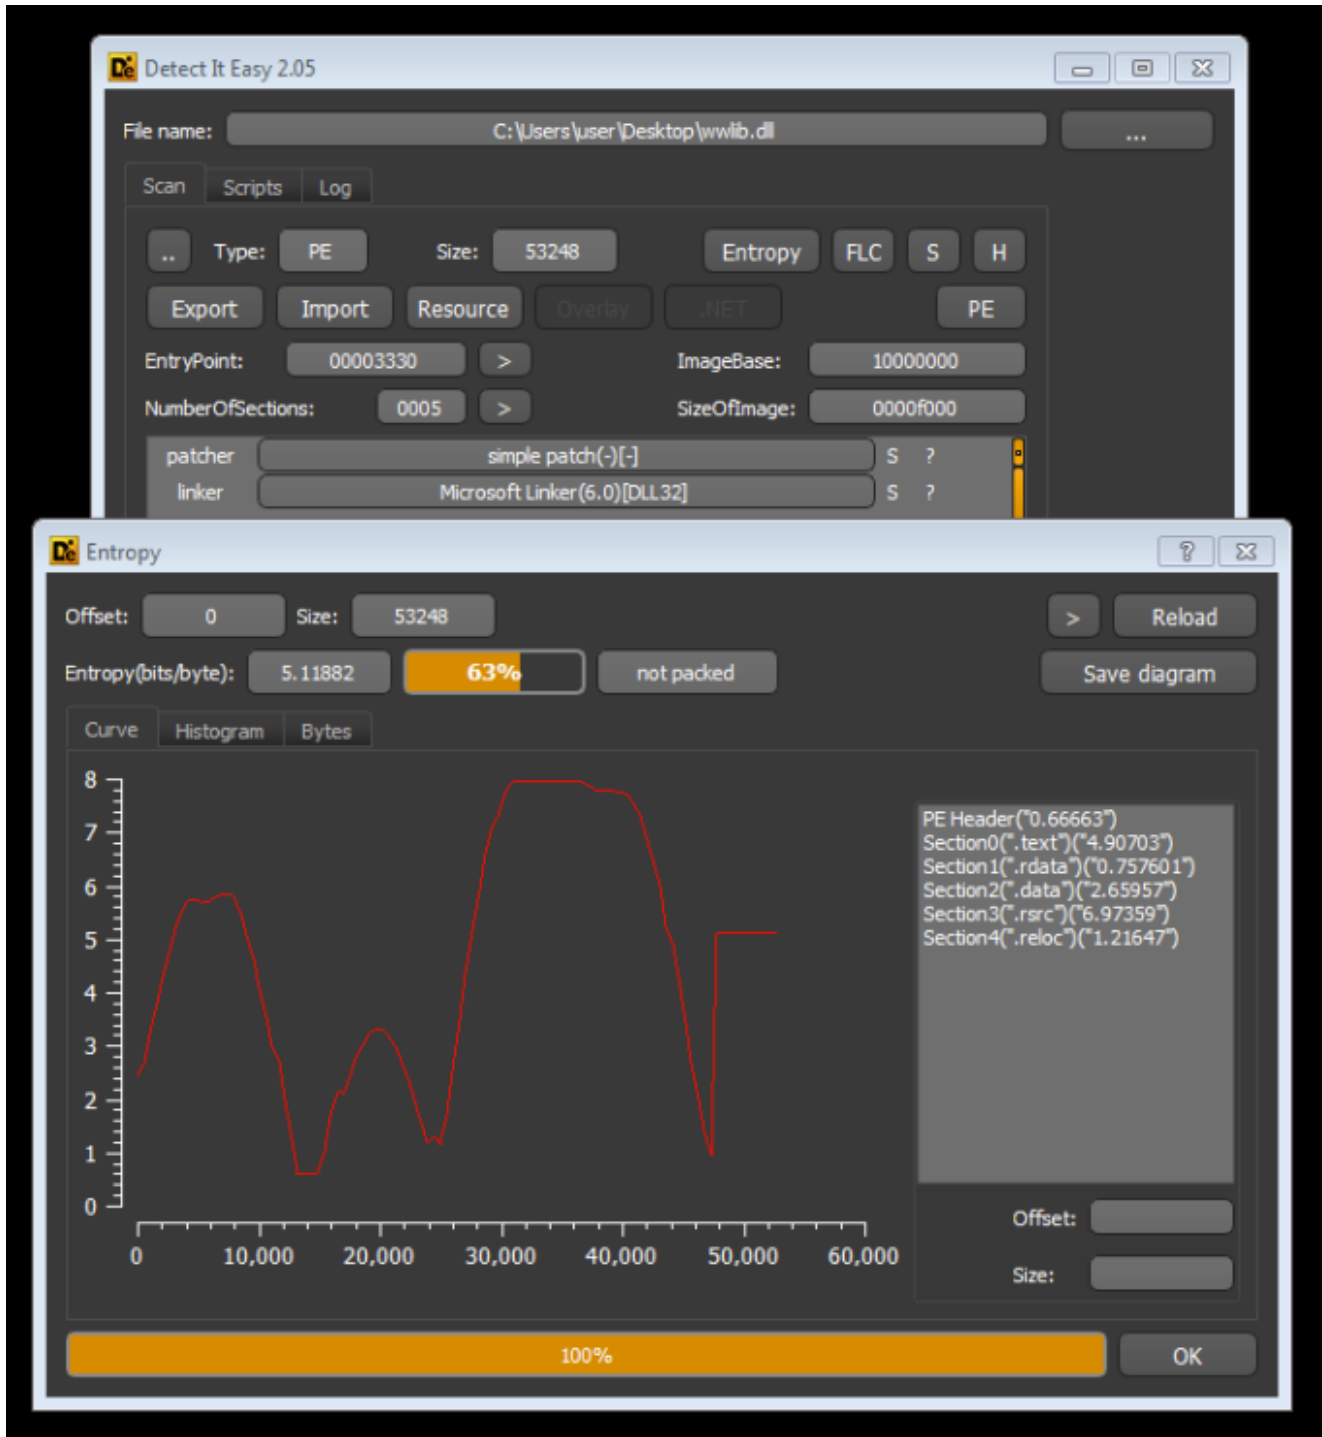 Detect It Easy 2.05
File name: C:\Users\user\Desktop\wwlib.dll ...
Scan Scripts Log
.. Type: PE Size: 53248 Entropy FLC S H
Export Import Resource Overlay .NET PE
EntryPoint: 00003330 > ImageBase: 10000000
NumberOfSections: 0005 > SizeOfImage: 0000f000
patcher simple patch(-)[-] S ?
linker Microsoft Linker(6.0)[DLL32] S ?
Entropy
Offset: 0 Size: 53248 > Reload
Entropy(bits/byte): 5.11882 63% not packed Save diagram
Curve Histogram Bytes
8
7
6
5
4
3
2
1
0
0 10,000 20,000 30,000 40,000 50,000 60,000
PE Header("0.66663")
Section0(".text")("4.90703")
Section1(".rdata")("0.757601")
Section2(".data")("2.65957")
Section3(".rsrc")("6.97359")
Section4(".reloc")("1.21647")
Offset:
Size:
100% OK